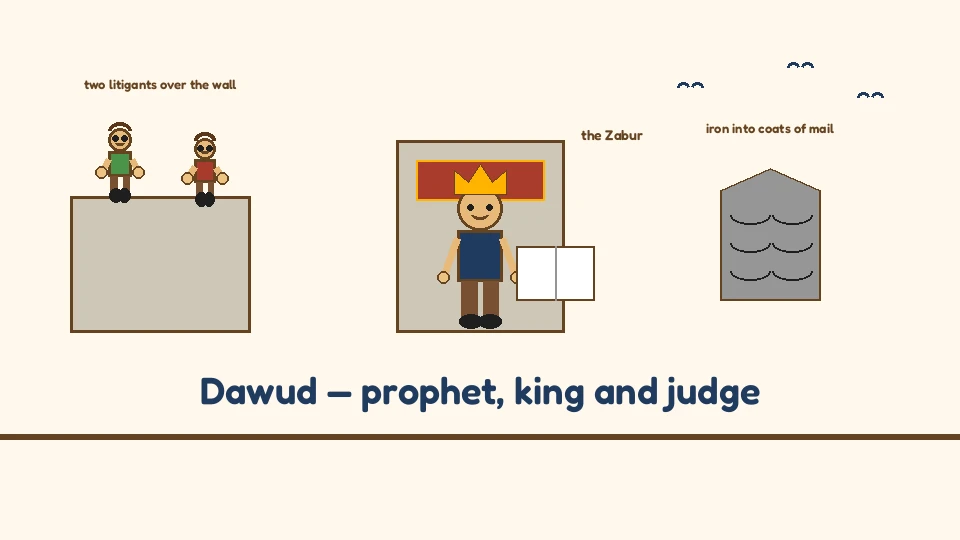 two litigants over the wall
the Zabur
iron into coats of mail
Dawud — prophet, king and judge